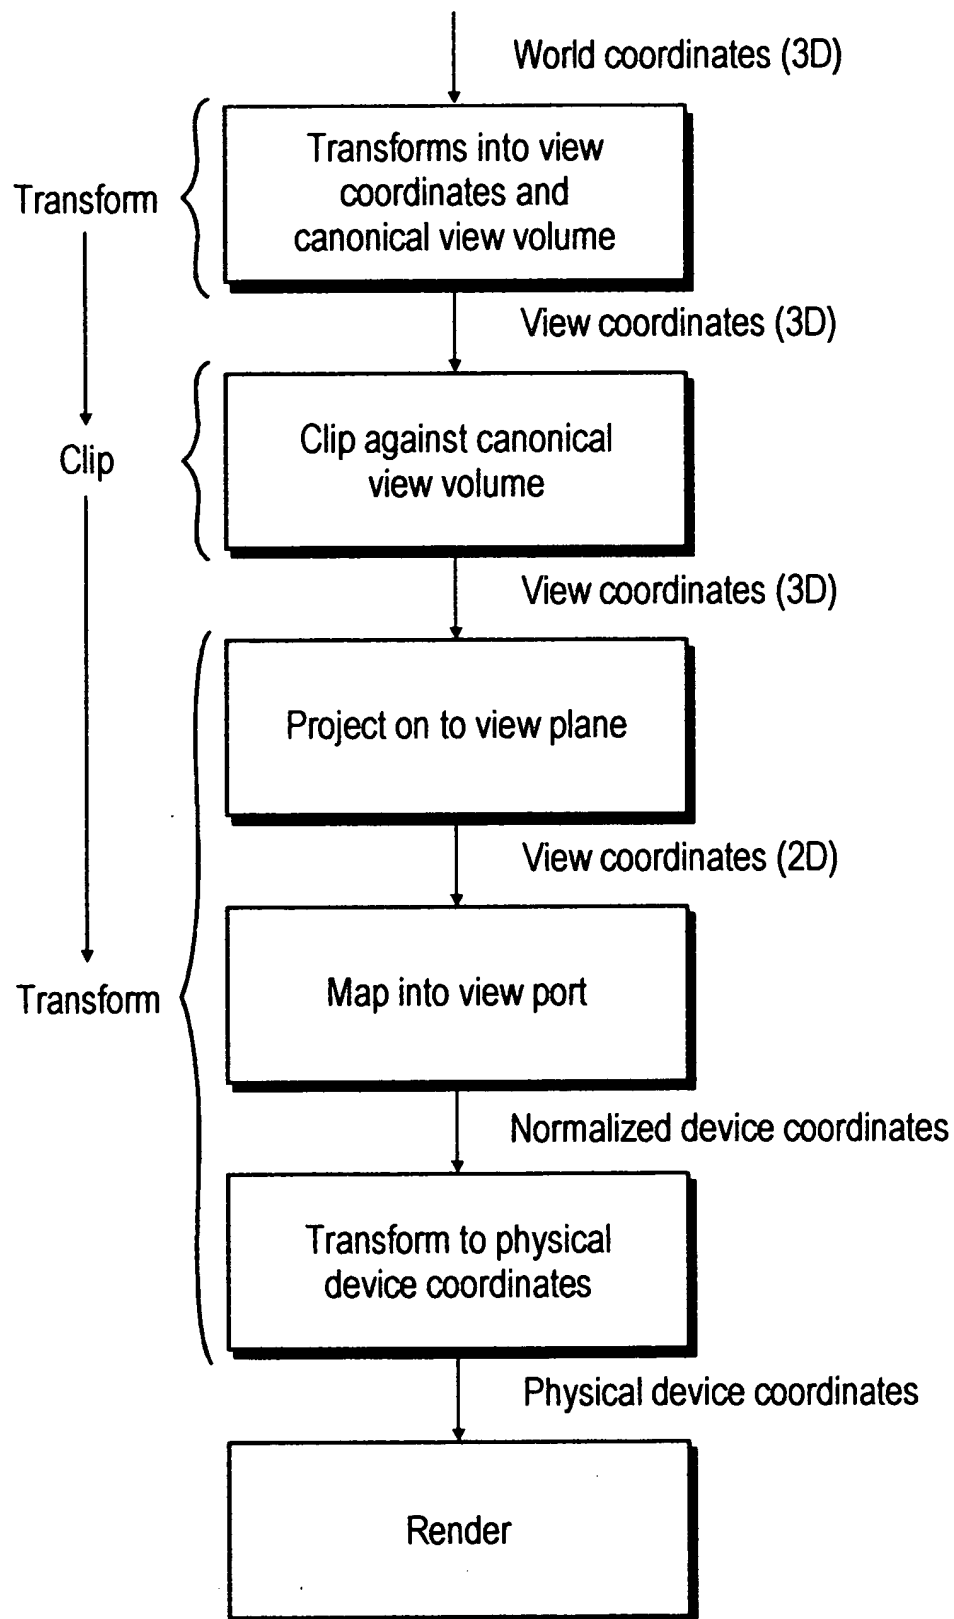 World coordinates (3D)
Transforms into view
coordinates and
canonical view volume
Transform
View coordinates (3D)
Clip against canonical
view volume
Clip
View coordinates (3D)
Project on to view plane
View coordinates (2D)
Map into view port
Transform
Normalized device coordinates
Transform to physical
device coordinates
Physical device coordinates
Render